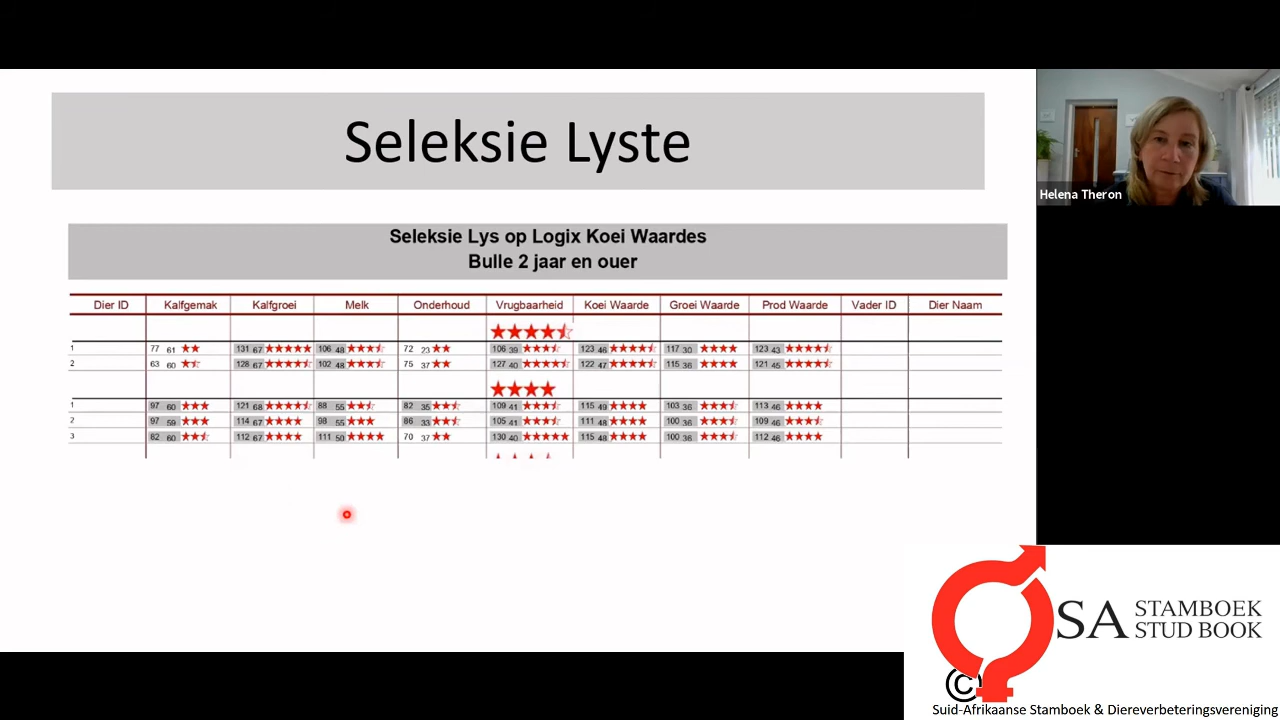 Seleksie Lyste
Helena Theron
Seleksie Lys op Logix Koei Waardes
Bulle 2 jaar en ouer
Dier ID Kalfgemak Kalfgroei Melk Onderhoud Vrugbaarheid Koei Waarde Groei Waarde Prod Waarde Vader ID Dier Naam
1 77 61 131 67 106 48 72 23 106 39 123 46 117 30 123 43
2 63 60 128 67 102 48 75 37 127 40 122 47 115 36 121 45
1 97 60 121 68 88 55 82 35 109 41 115 49 103 36 113 46
2 97 59 114 67 98 55 86 33 105 41 111 48 100 36 109 46
3 82 60 112 67 111 50 70 37 130 40 115 48 100 36 112 46
SA STAMBOEK
STUD BOOK
©
Suid-Afrikaanse Stamboek & Diereverbeteringsvereniging